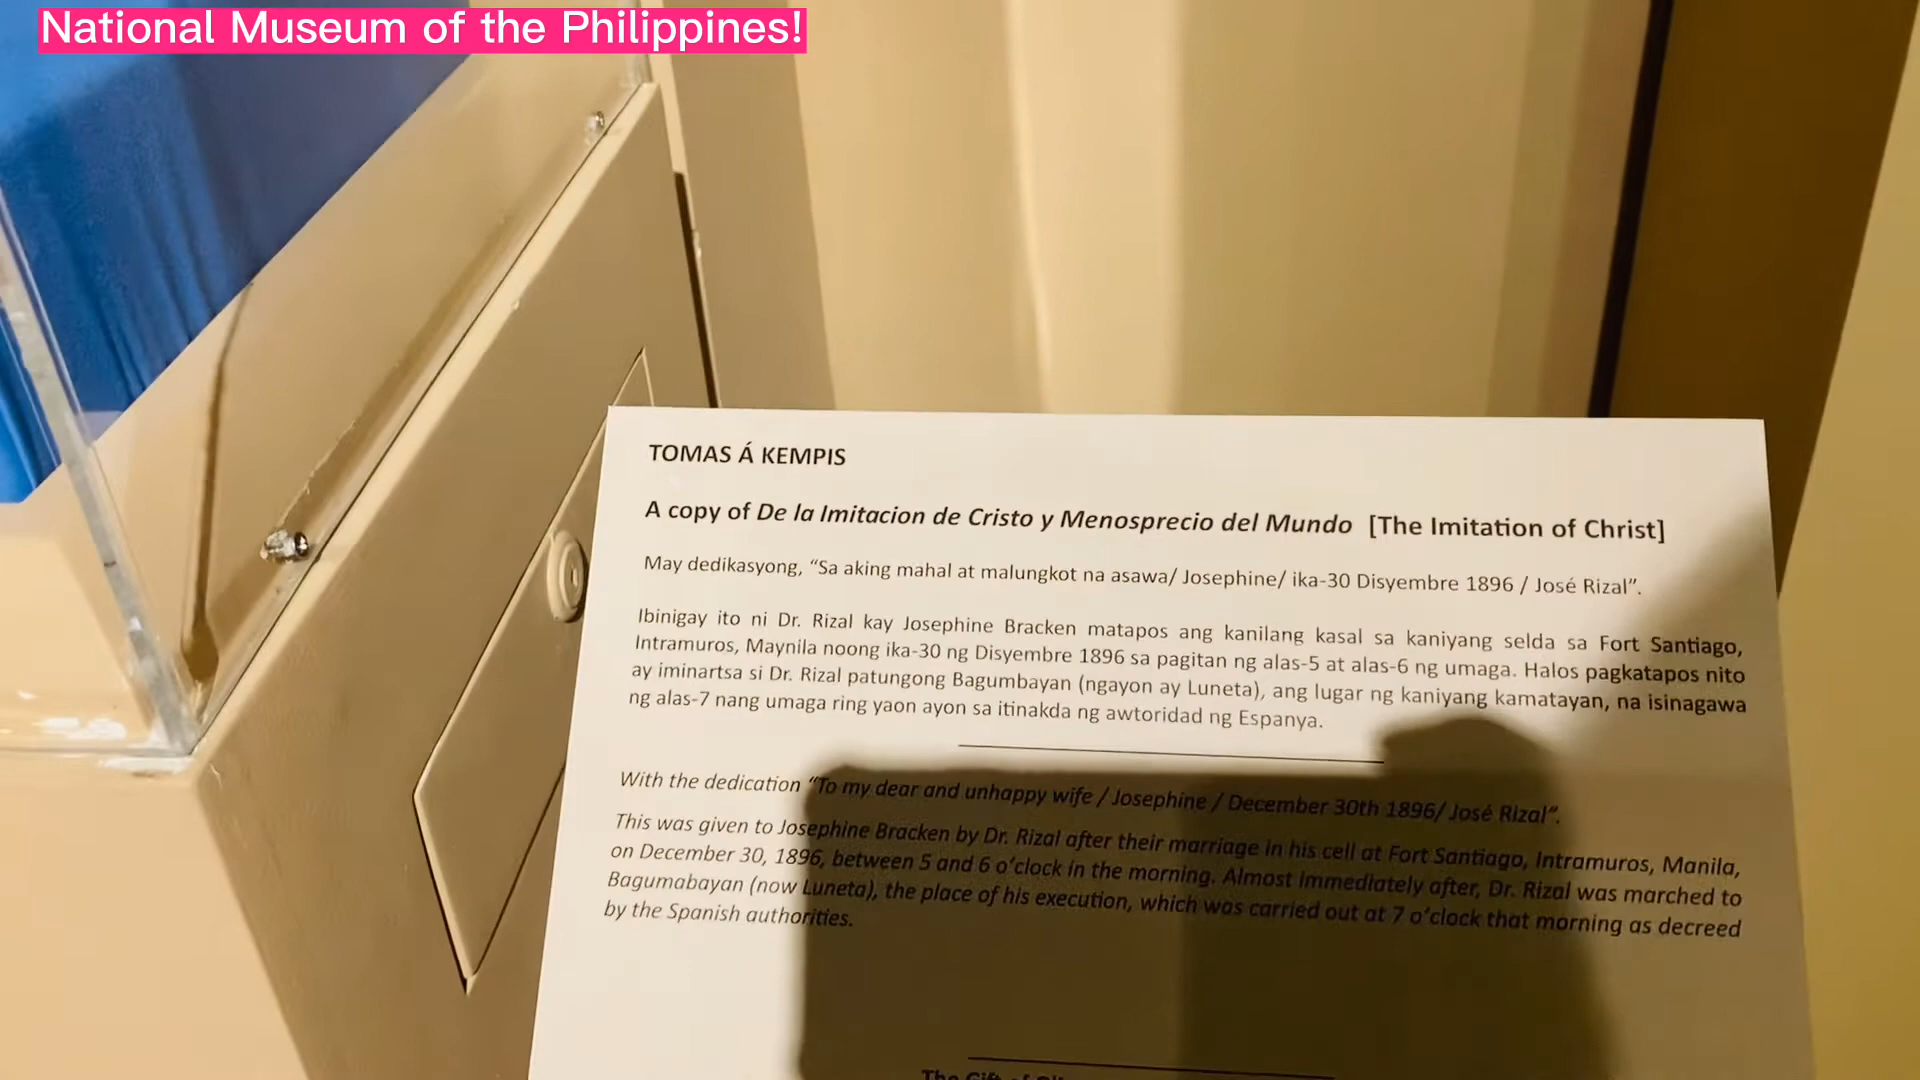 National Museum of the Philippines!
TOMAS Á KEMPIS
A copy of De la Imitacion de Cristo y Menosprecio del Mundo [The Imitation of Christ]
May dedikasyong, “Sa aking mahal at malungkot na asawa/ Josephine/ ika-30 Disyembre 1896 / José Rizal”.
Ibinigay ito ni Dr. Rizal kay Josephine Bracken matapos ang kanilang kasal sa kaniyang selda sa Fort Santiago,
Intramuros, Maynila noong ika-30 ng Disyembre 1896 sa pagitan ng alas-5 at alas-6 ng umaga. Halos pagkatapos nito
ay iminartsa si Dr. Rizal patungong Bagumbayan (ngayon ay Luneta), ang lugar ng kaniyang kamatayan, na isinagawa
ng alas-7 nang umaga ring yaon ayon sa itinakda ng awtoridad ng Espanya.
With the dedication “To my dear and unhappy wife / Josephine / December 30th 1896/ José Rizal”.
This was given to Josephine Bracken by Dr. Rizal after their marriage in his cell at Fort Santiago, Intramuros, Manila,
on December 30, 1896, between 5 and 6 o’clock in the morning. Almost immediately after, Dr. Rizal was marched to
Bagumabayan (now Luneta), the place of his execution, which was carried out at 7 o’clock that morning as decreed
by the Spanish authorities.
The Gift of